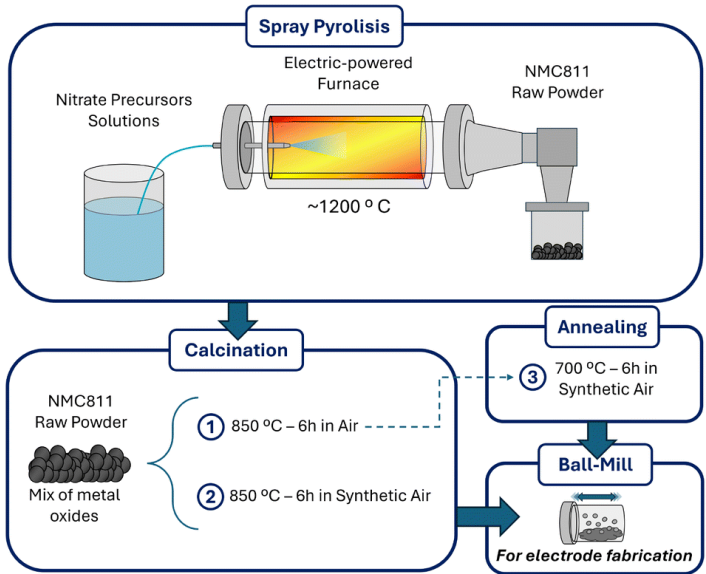 Spray Pyrolisis
Electric-powered
Furnace
NMC811
Raw Powder
Nitrate Precursors
Solutions
~1200 º C
Calcination
NMC811
Raw Powder
Mix of metal
oxides
1 850 ºC – 6h in Air
2 850 ºC – 6h in Synthetic Air
Annealing
3 700 ºC – 6h in
Synthetic Air
Ball-Mill
For electrode fabrication